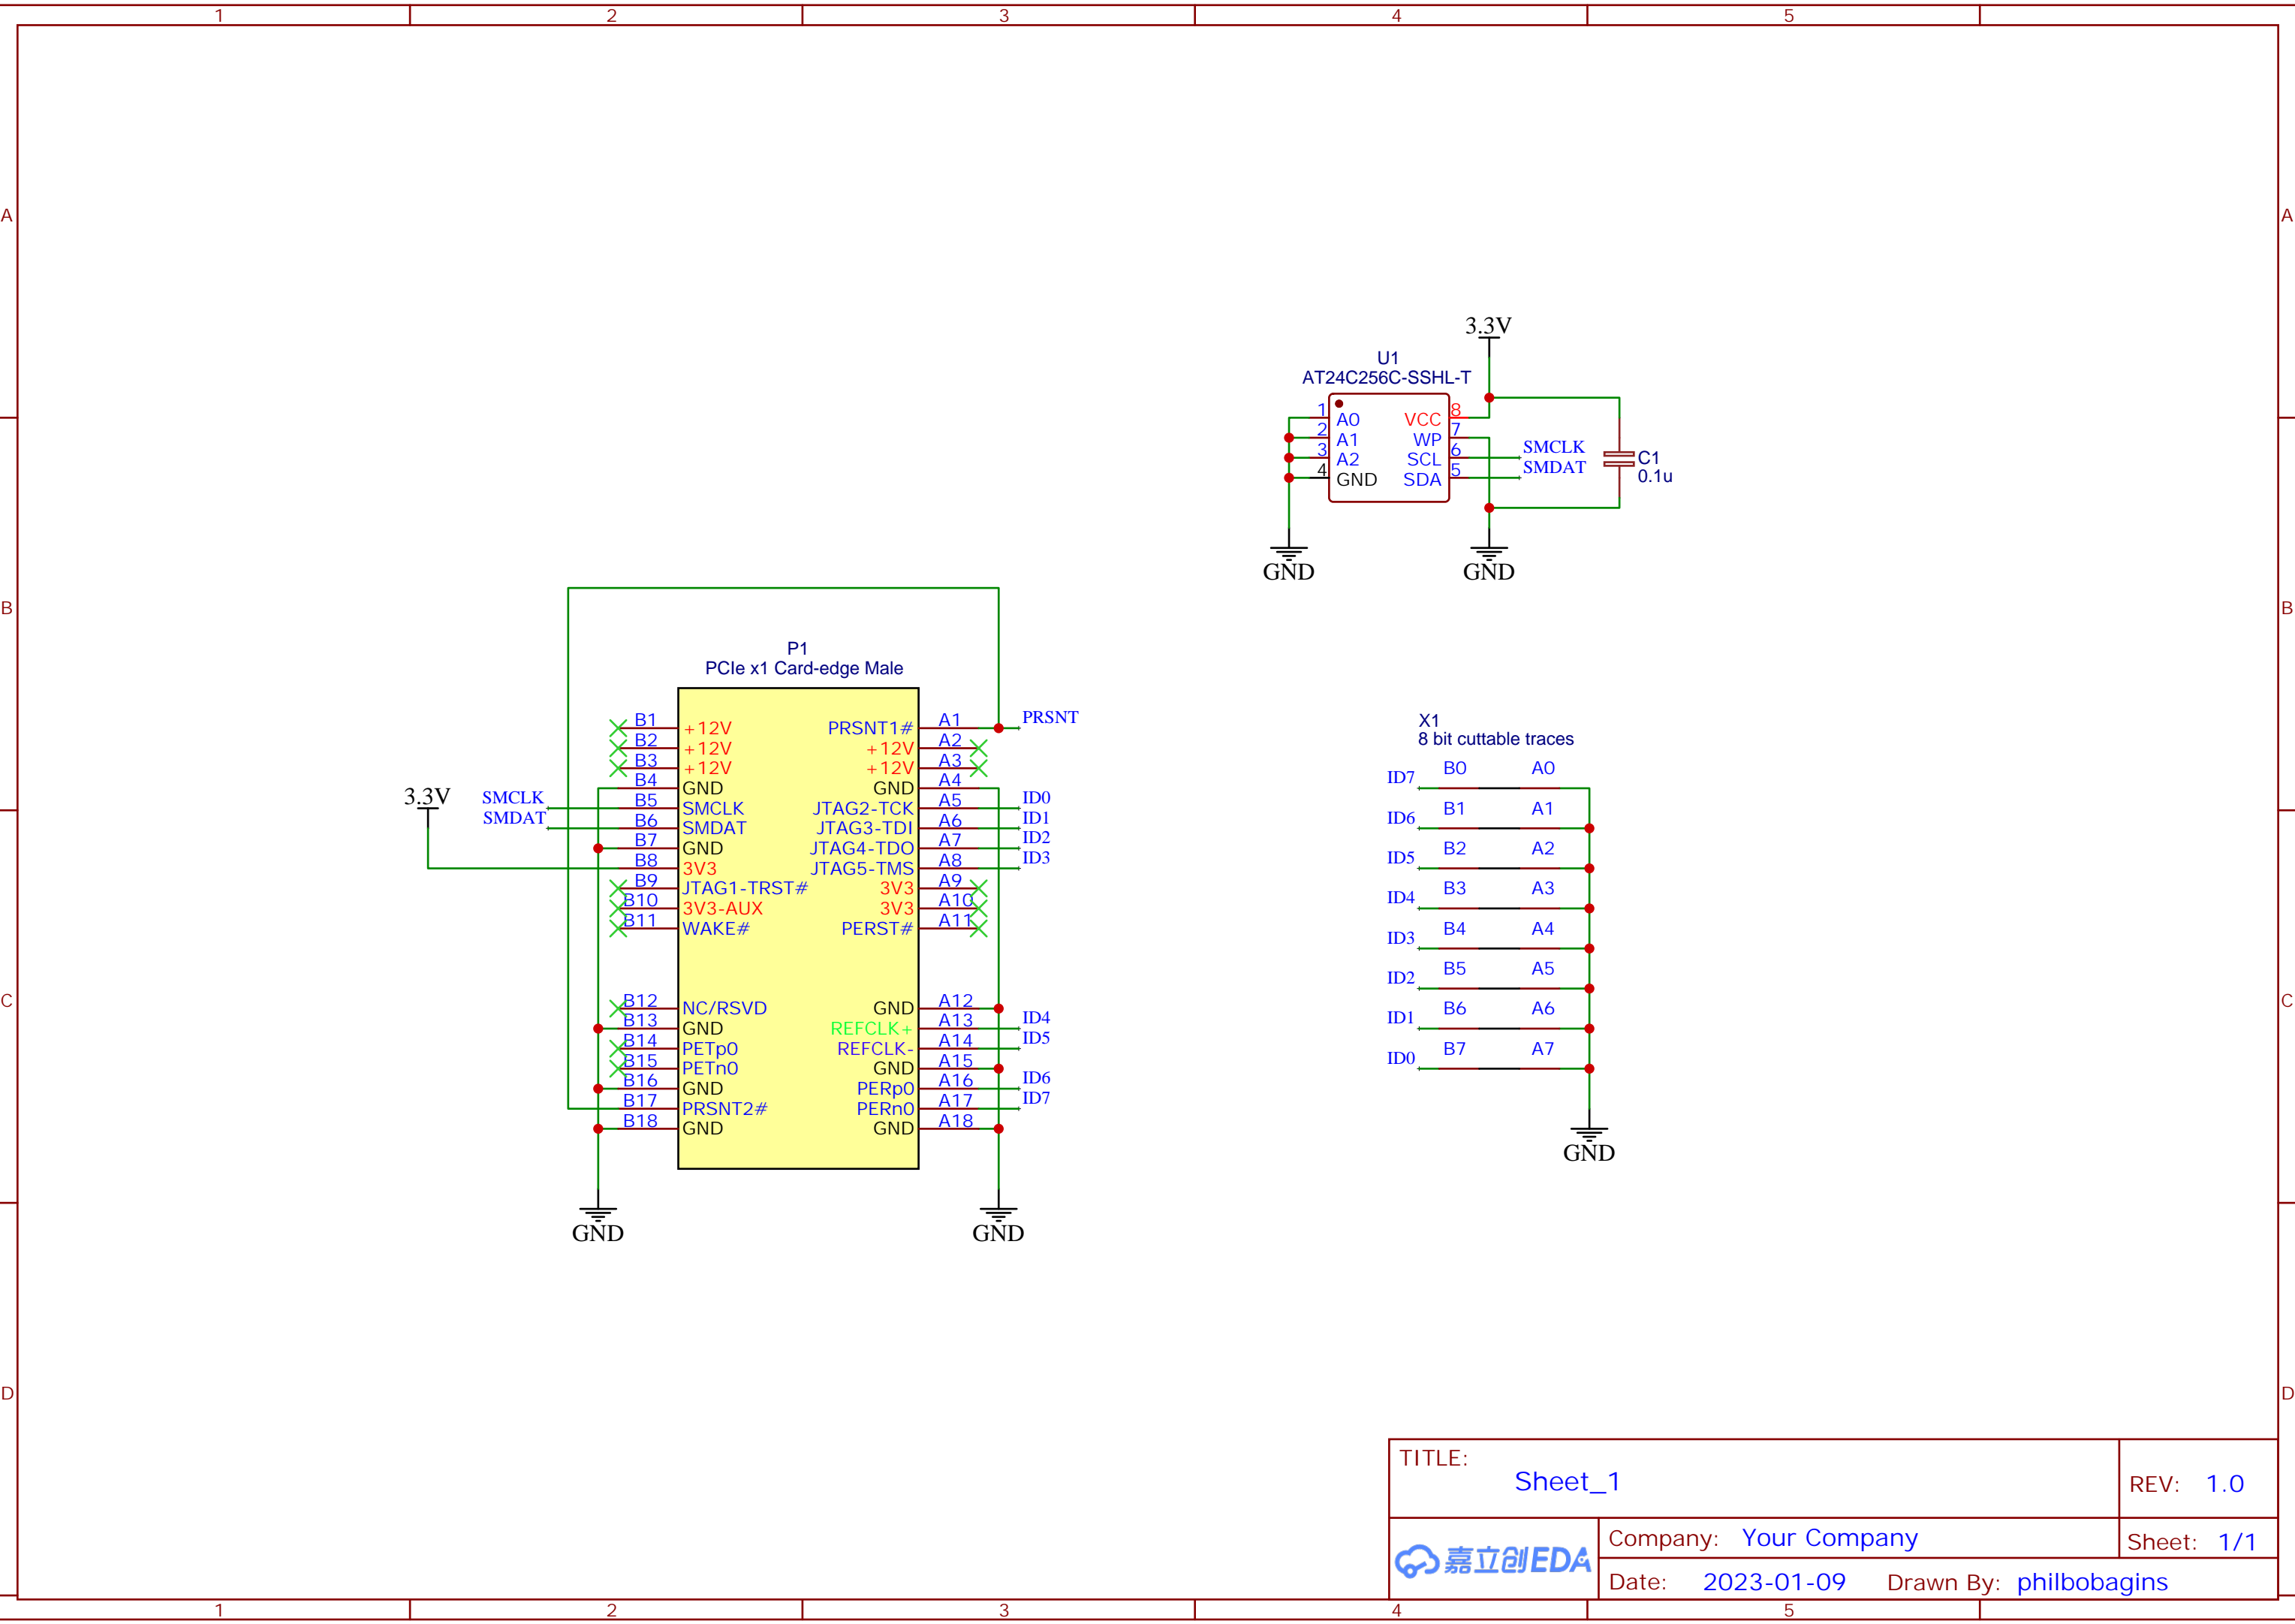 1 2 3 4 5
A A
3.3V
U1
AT24C256C-SSHL-T
1 A0 VCC 8
2 A1 WP 7
3 A2 SCL 6 SMCLK
4 GND SDA 5 SMDAT
C1
0.1u
GND GND
B B
P1
PCIe x1 Card-edge Male
B1 +12V PRSNT1# A1 PRSNT
B2 +12V +12V A2
B3 +12V +12V A3
B4 GND GND A4
3.3V
SMCLK B5 SMCLK JTAG2-TCK A5 ID0
SMDAT B6 SMDAT JTAG3-TDI A6 ID1
B7 GND JTAG4-TDO A7 ID2
B8 3V3 JTAG5-TMS A8 ID3
B9 JTAG1-TRST# 3V3 A9
B10 3V3-AUX 3V3 A10
B11 WAKE# PERST# A11
B12 NC/RSVD GND A12
B13 GND REFCLK+ A13 ID4
B14 PETp0 REFCLK- A14 ID5
B15 PETn0 GND A15
B16 GND PERp0 A16 ID6
B17 PRSNT2# PERn0 A17 ID7
B18 GND GND A18
GND GND
X1
8 bit cuttable traces
ID7 B0 A0
ID6 B1 A1
ID5 B2 A2
ID4 B3 A3
ID3 B4 A4
ID2 B5 A5
ID1 B6 A6
ID0 B7 A7
GND
C C
D D
TITLE:
Sheet_1
REV: 1.0
嘉立创EDA
Company: Your Company
Sheet: 1/1
Date: 2023-01-09 Drawn By: philbobagins
1 2 3 4 5